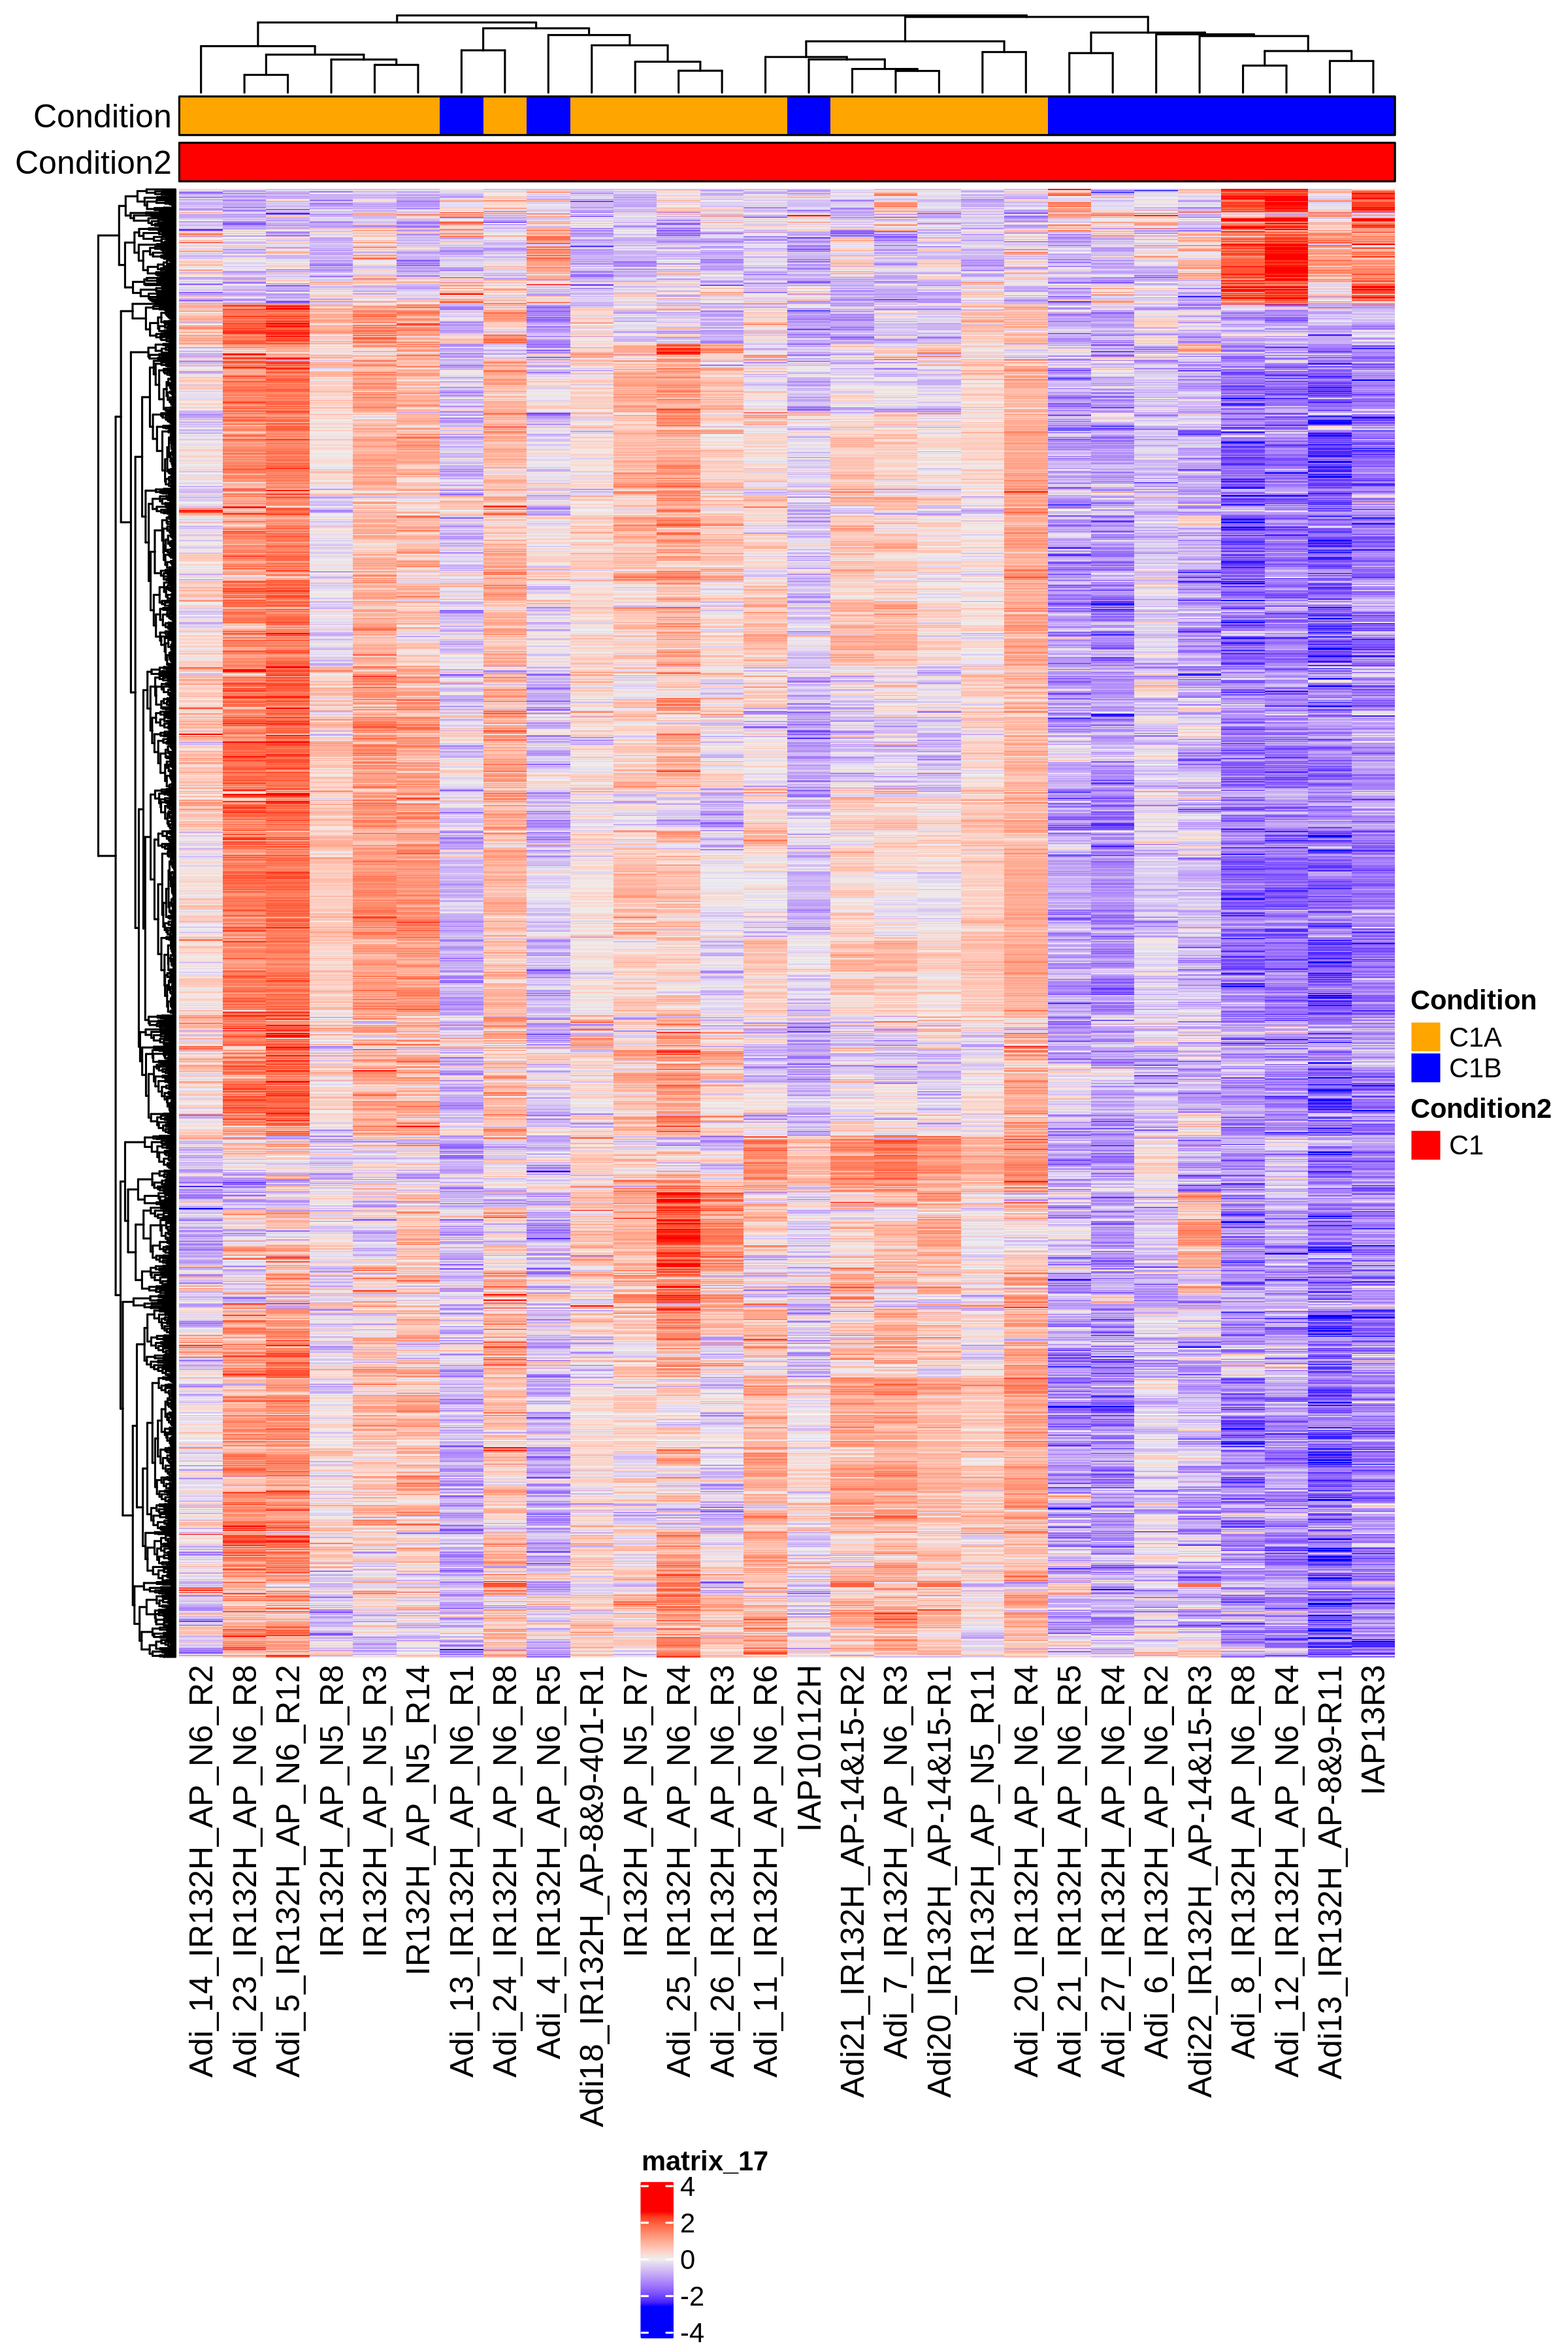 Condition
Condition2
Condition
C1A
C1B
Condition2
C1
Adi_14_IR132H_AP_N6_R2
Adi_23_IR132H_AP_N6_R8
Adi_5_IR132H_AP_N6_R12
IR132H_AP_N5_R8
IR132H_AP_N5_R3
IR132H_AP_N5_R14
Adi_13_IR132H_AP_N6_R1
Adi_24_IR132H_AP_N6_R8
Adi_4_IR132H_AP_N6_R5
Adi18_IR132H_AP-8&9-401-R1
IR132H_AP_N5_R7
Adi_25_IR132H_AP_N6_R4
Adi_26_IR132H_AP_N6_R3
Adi_11_IR132H_AP_N6_R6
IAP10112H
Adi21_IR132H_AP-14&15-R2
Adi_7_IR132H_AP_N6_R3
Adi20_IR132H_AP-14&15-R1
IR132H_AP_N5_R11
Adi_20_IR132H_AP_N6_R4
Adi_21_IR132H_AP_N6_R5
Adi_27_IR132H_AP_N6_R4
Adi_6_IR132H_AP_N6_R2
Adi22_IR132H_AP-14&15-R3
Adi_8_IR132H_AP_N6_R8
Adi_12_IR132H_AP_N6_R4
Adi13_IR132H_AP-8&9-R11
IAP13R3
matrix_17
4
2
0
-2
-4